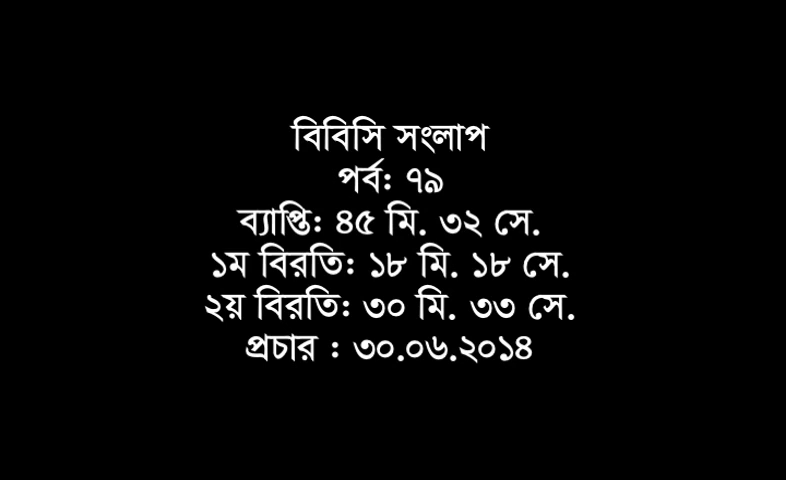 বিবিসি সংলাপ
পর্ব: ৭৯
ব্যাপ্তি: ৪৫ মি. ৩২ সে.
১ম বিরতি: ১৮ মি. ১৮ সে.
২য় বিরতি: ৩০ মি. ৩৩ সে.
প্রচার : ৩০.০৬.২০১৪